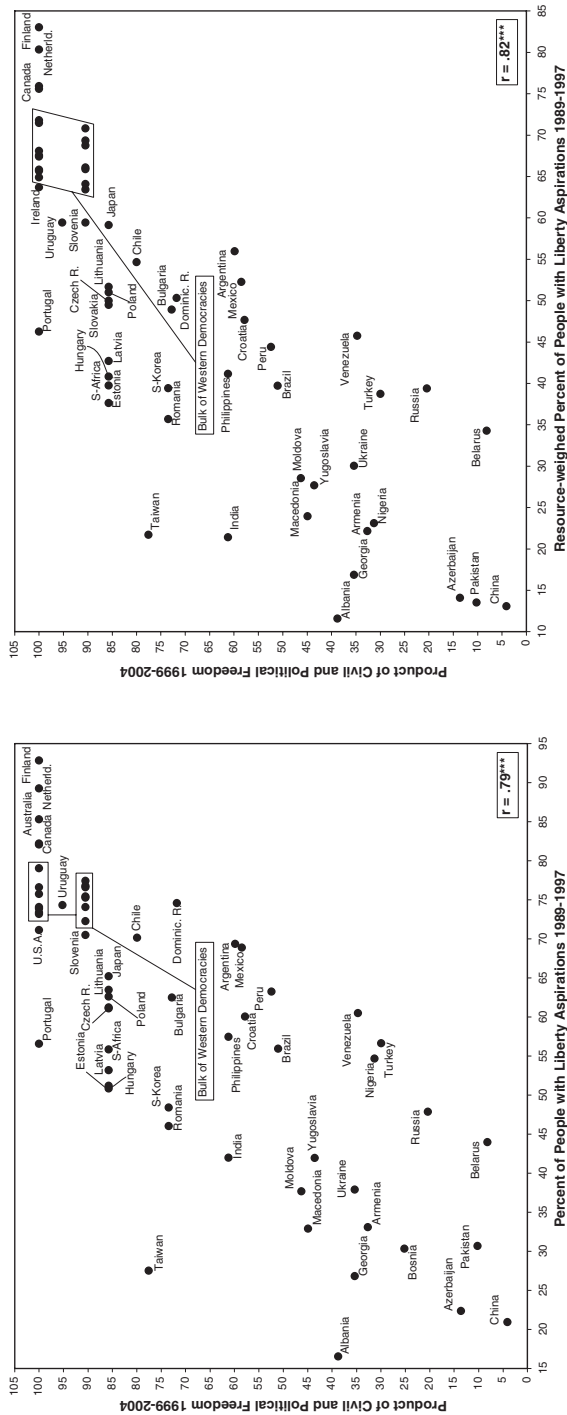 105
100
95
90
85
80
75
70
65
60
55
50
45
40
35
30
25
20
15
10
5
0
Product of Civil and Political Freedom 1999-2004
Portugal
U.S.A.
Australia Finland
Canada Netherld.
Uruguay
Slovenia
Estonia
Czech R.
Lithuania
Latvia
S-Africa
Japan
Hungary
Poland
Chile
Taiwan
S-Korea
Romania
Bulgaria
Dominic. R.
Bulk of Western Democracies
India
Philippines
Argentina
Mexico
Croatia
Peru
Brazil
Moldova
Macedonia
Yugoslavia
Albania
Georgia
Ukraine
Armenia
Venezuela
Nigeria
Turkey
Bosnia
Russia
Azerbaijan
Pakistan
Belarus
China
r = .79***
15 20 25 30 35 40 45 50 55 60 65 70 75 80 85 90 95
Percent of People with Liberty Aspirations 1989-1997
105
100
95
90
85
80
75
70
65
60
55
50
45
40
35
30
25
20
15
10
5
0
Product of Civil and Political Freedom 1999-2004
Portugal
Ireland
Canada Finland
Netherld.
Uruguay
Slovenia
Hungary
Czech R.
S-Africa
Slovakia
Lithuania
Estonia
Latvia
Poland
Japan
Chile
Taiwan
S-Korea
Romania
Bulgaria
Dominic. R.
Bulk of Western Democracies
India
Philippines
Argentina
Mexico
Croatia
Peru
Brazil
Moldova
Macedonia
Yugoslavia
Albania
Georgia
Armenia
Ukraine
Nigeria
Venezuela
Turkey
Russia
Azerbaijan
Pakistan
Belarus
China
r = .82***
10 15 20 25 30 35 40 45 50 55 60 65 70 75 80 85
Resource-weighed Percent of People with Liberty Aspirations 1989-1997